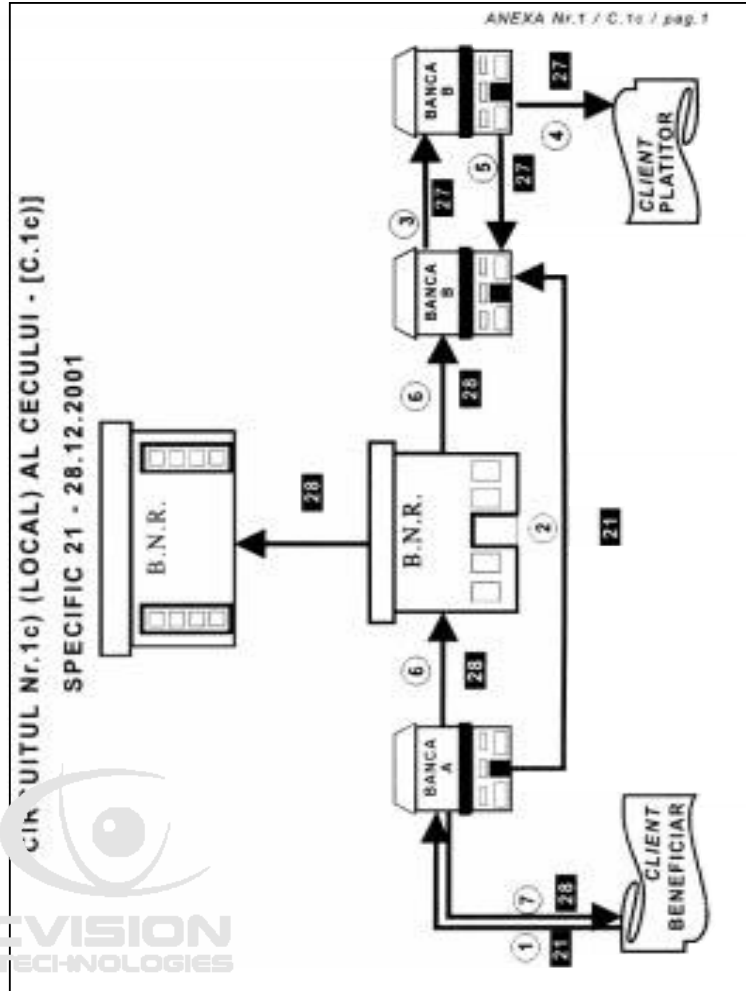 ANEXA Nr.1 / C.1c / pag.1
CIRCUITUL Nr.1c) (LOCAL) AL CECULUI - [C.1c)]
SPECIFIC 21 - 28.12.2001
B.N.R.
28
B.N.R.
BANCA
A
6
28
6
28
BANCA
B
3
27
5
27
BANCA
B
4
27
CLIENT
PLATITOR
2
21
1
21
7
28
CLIENT
BENEFICIAR
VISION
TECHNOLOGIES